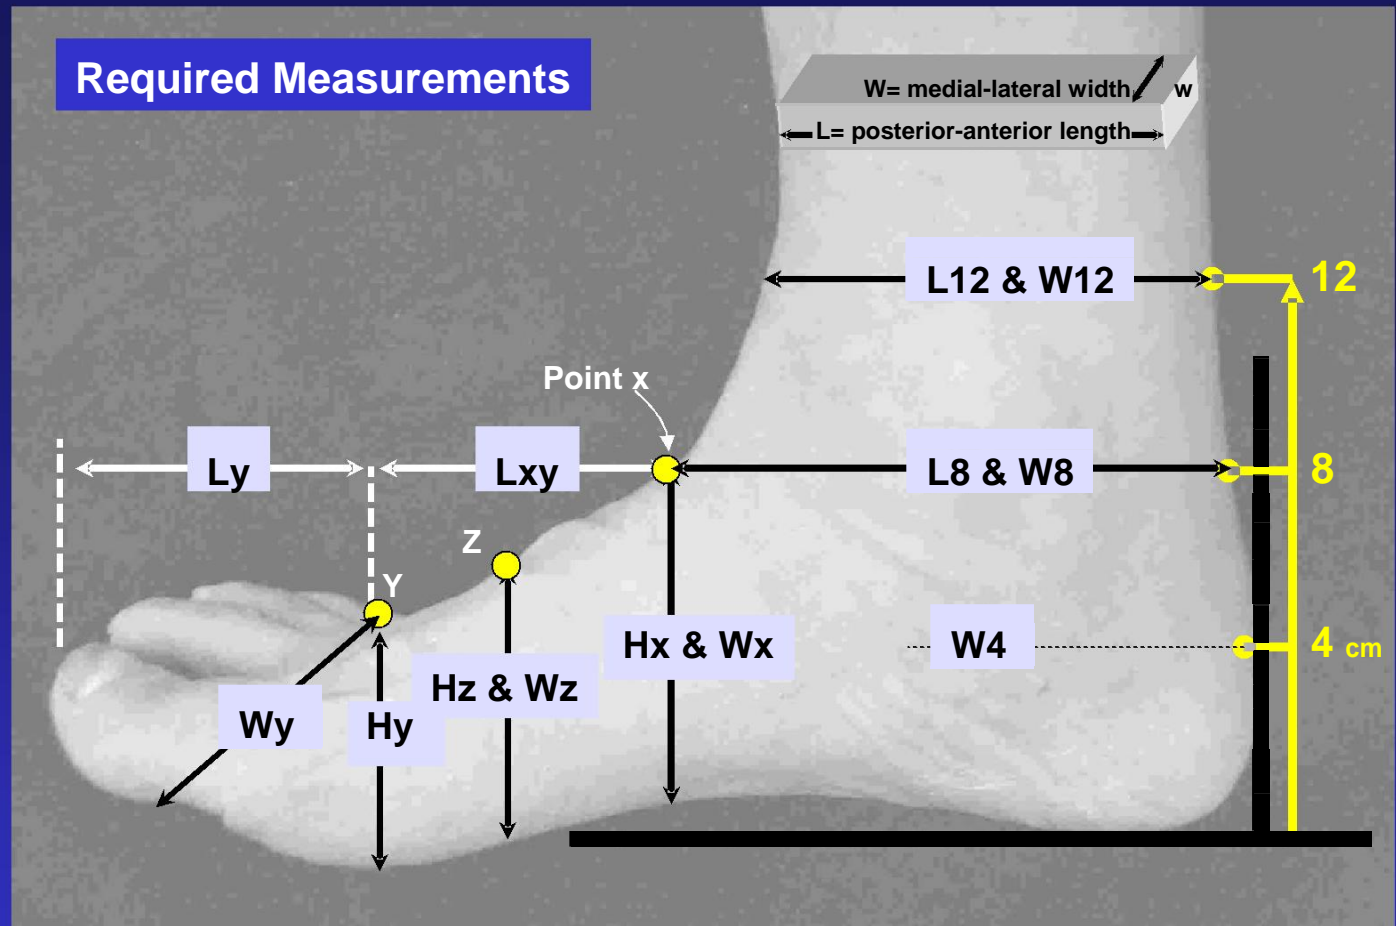 Required Measurements
W= medial-lateral width
w
L= posterior-anterior length
L12 & W12
12
Point x
Ly
Lxy
L8 & W8
8
Z
Y
Hx & Wx
W4
4 cm
Hz & Wz
Wy
Hy